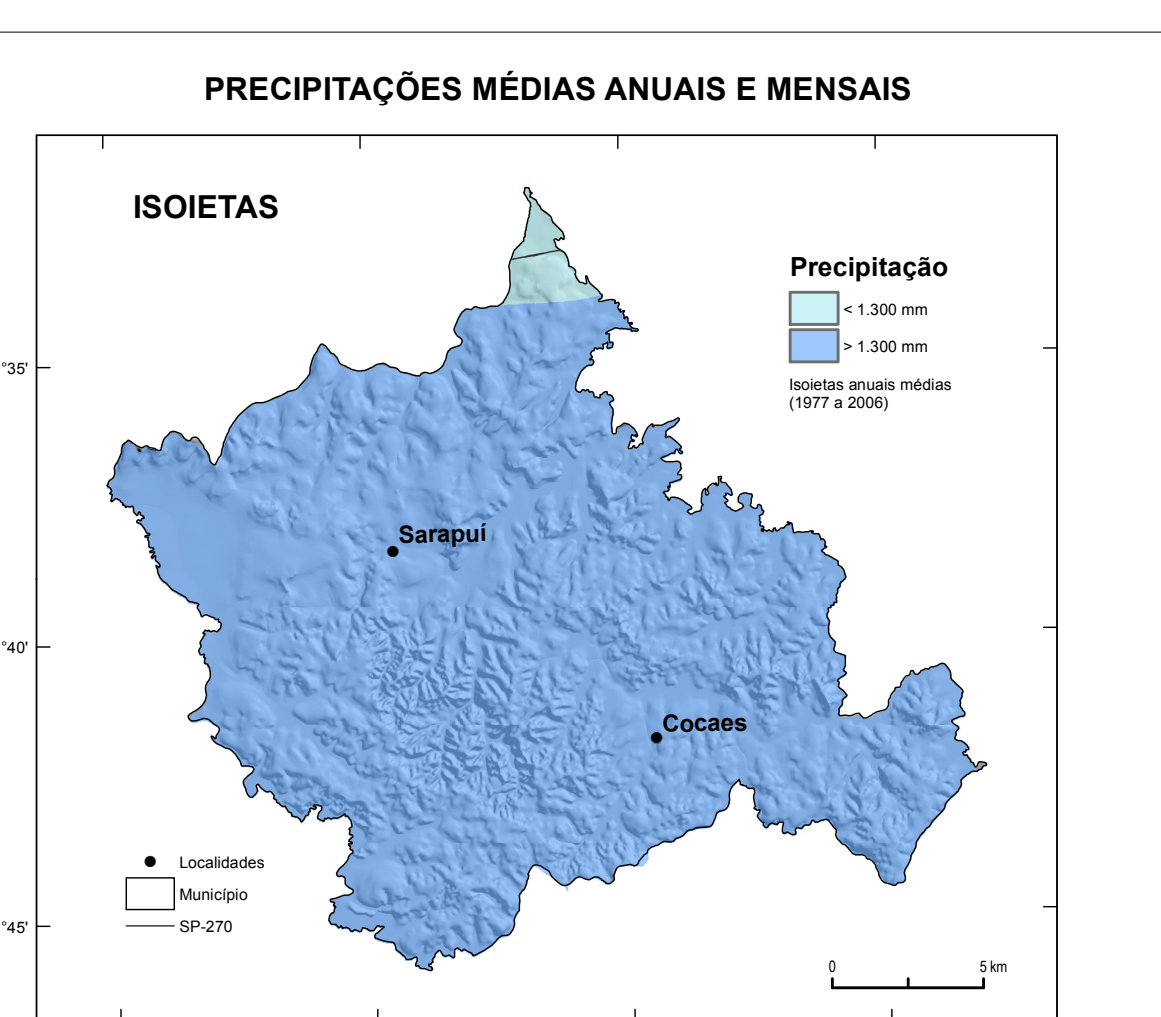 PRECIPITAÇÕES MÉDIAS ANUAIS E MENSAIS
ISOIETAS
Precipitação
< 1.300 mm
> 1.300 mm
Isoietas anuais médias
(1977 a 2006)
°35'
Sarapuí
°40'
Cocaes
Localidades
Município
SP-270
°45'
0 5 km